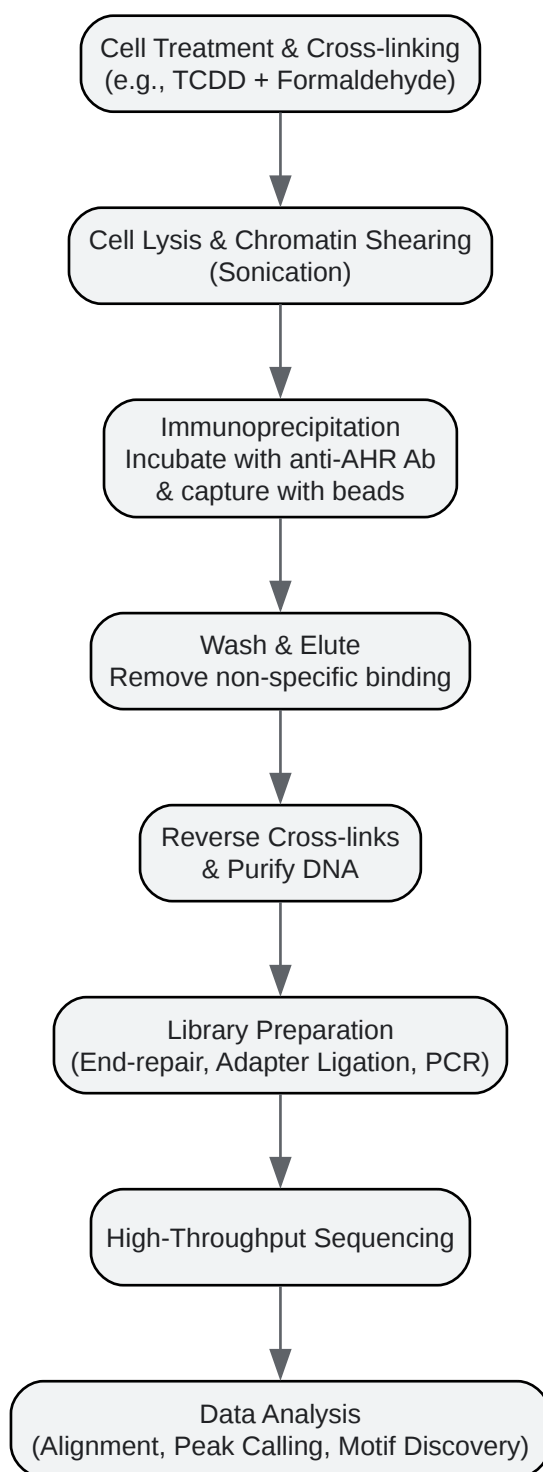 Cell Treatment & Cross-linking
(e.g., TCDD + Formaldehyde)
Cell Lysis & Chromatin Shearing
(Sonication)
Immunoprecipitation
Incubate with anti-AHR Ab
& capture with beads
Wash & Elute
Remove non-specific binding
Reverse Cross-links
& Purify DNA
Library Preparation
(End-repair, Adapter Ligation, PCR)
High-Throughput Sequencing
Data Analysis
(Alignment, Peak Calling, Motif Discovery)